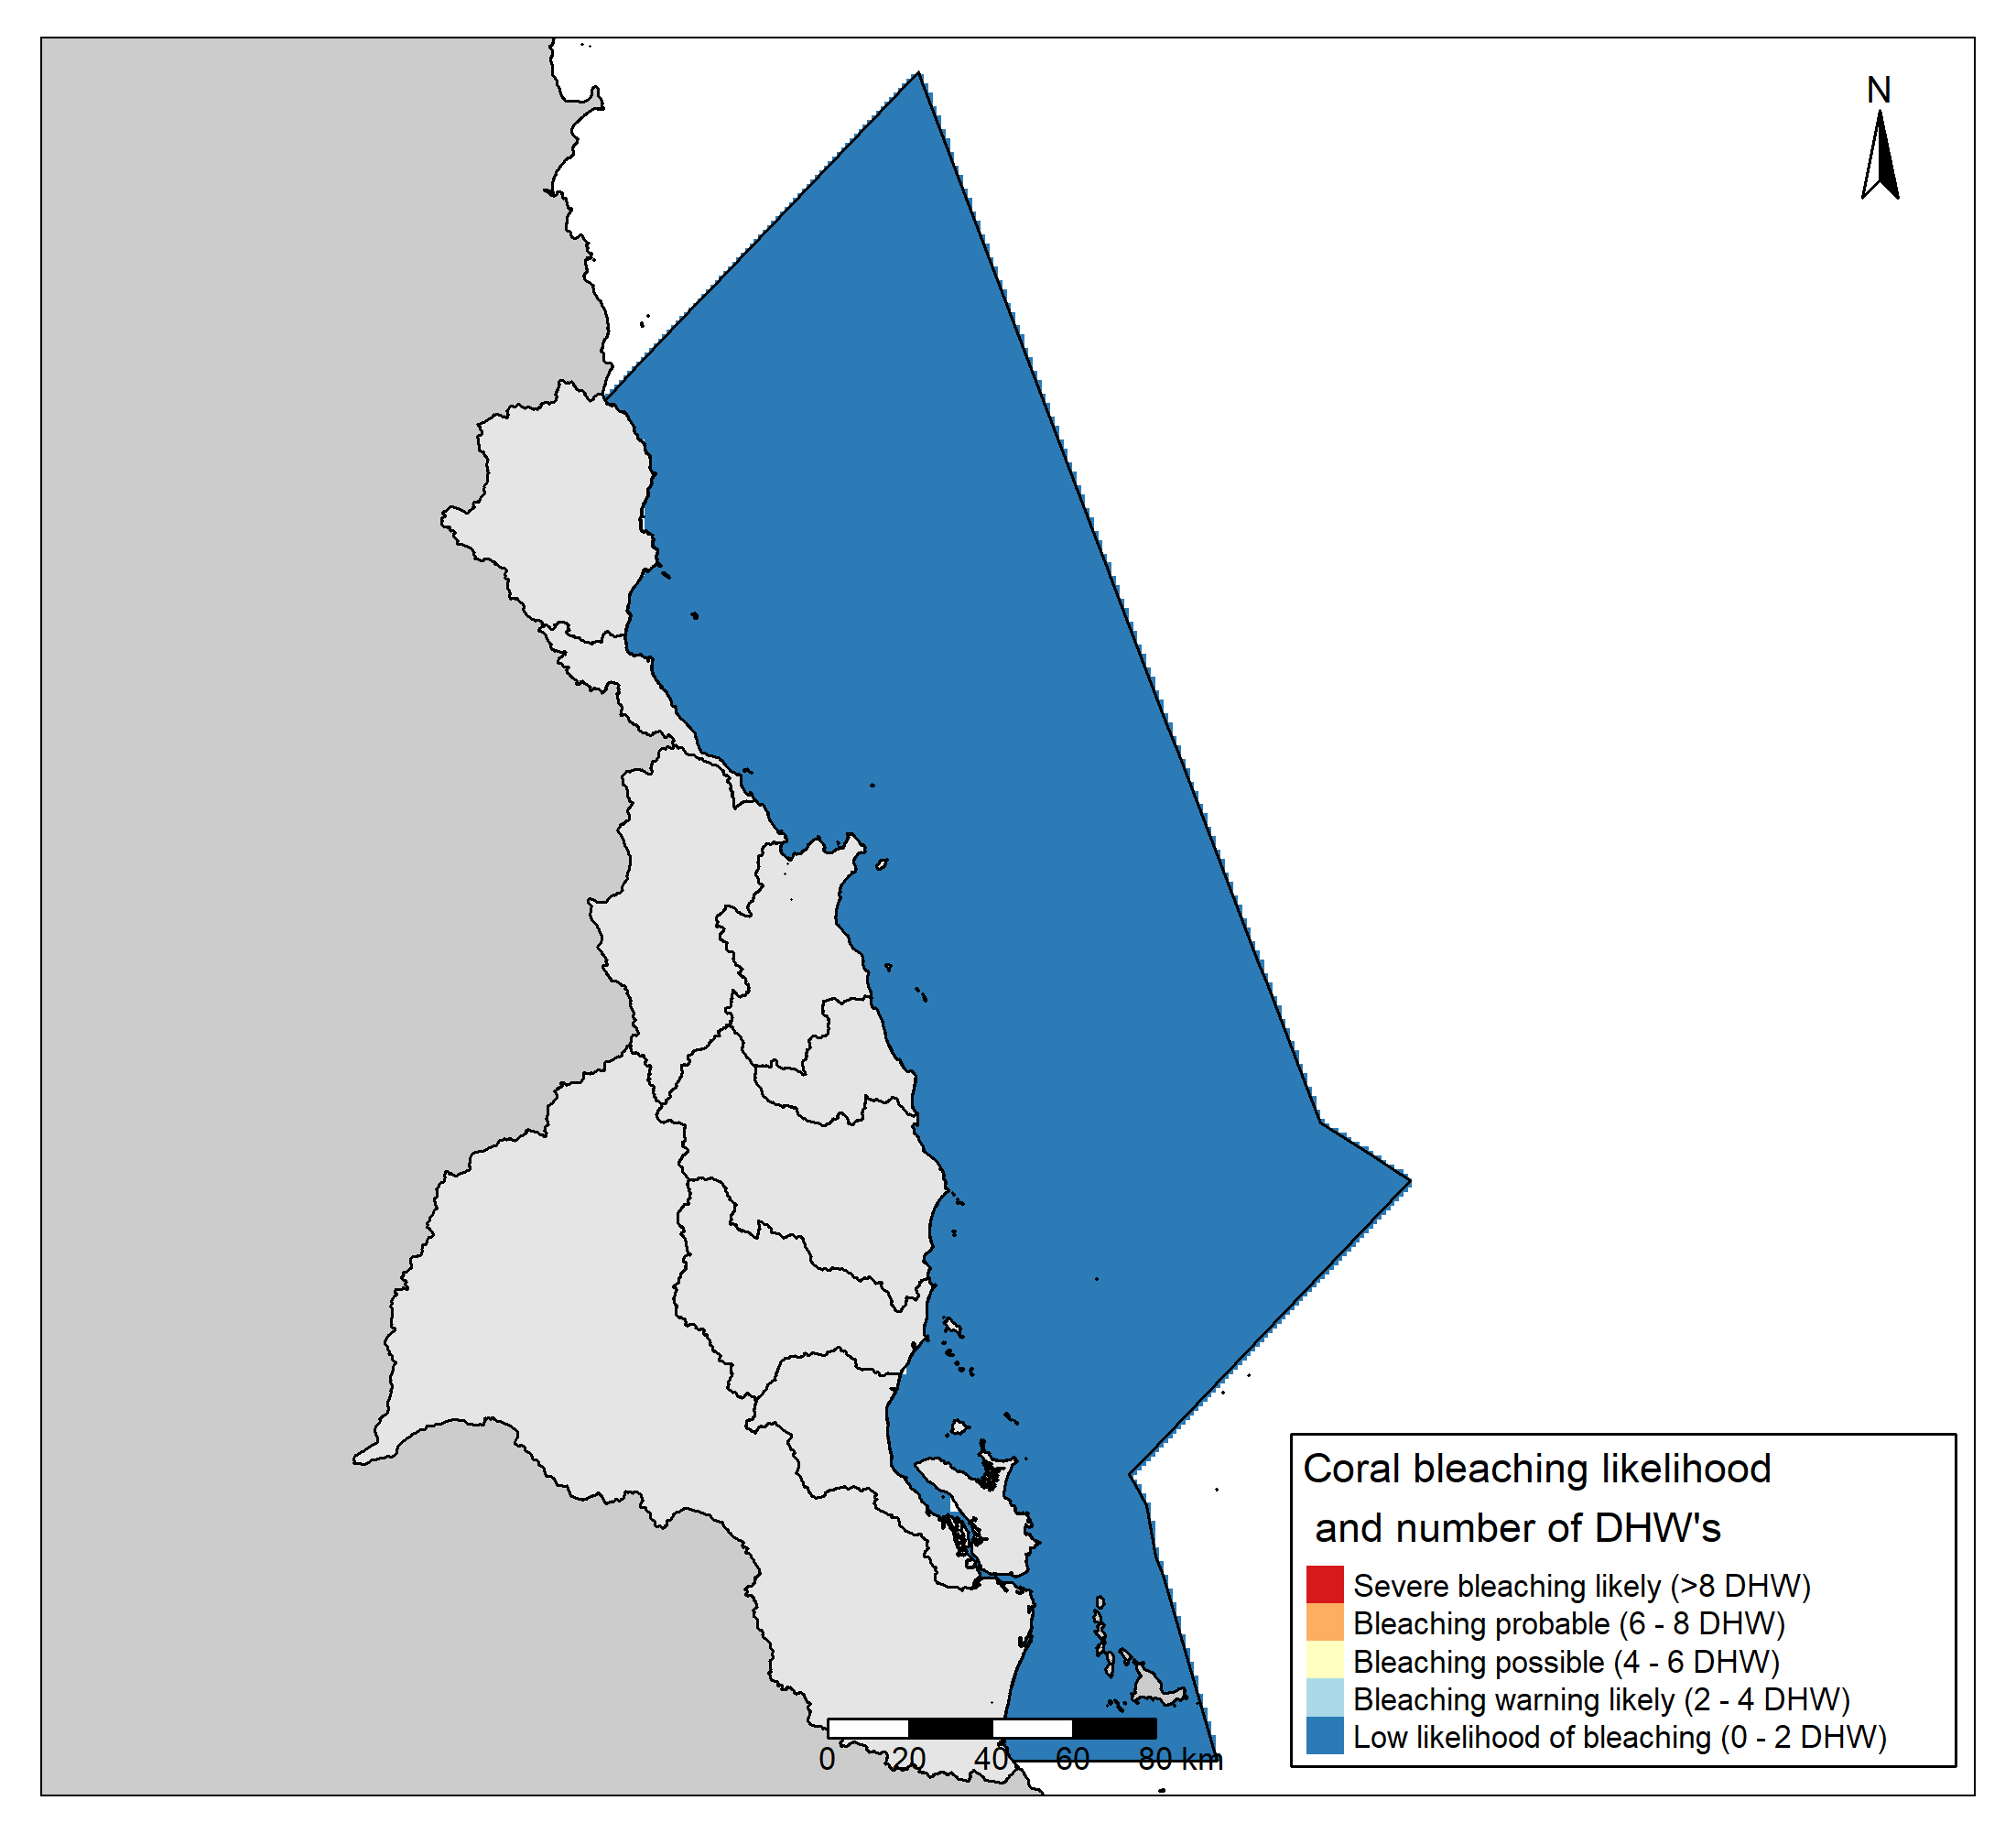 N
Coral bleaching likelihood
and number of DHW's
Severe bleaching likely (>8 DHW)
Bleaching probable (6 - 8 DHW)
Bleaching possible (4 - 6 DHW)
Bleaching warning likely (2 - 4 DHW)
Low likelihood of bleaching (0 - 2 DHW)
0 20 40 60 80 km